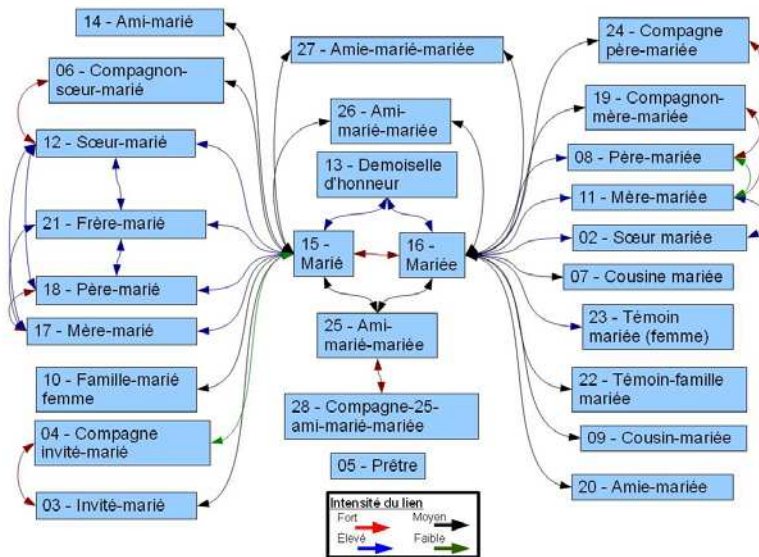 14 - Ami-marié
06 - Compagnon-
sœur-marié
12 - Sœur-marié
21 - Frère-marié
18 - Père-marié
17 - Mère-marié
10 - Famille-marié
femme
04 - Compagne
invité-marié
03 - Invité-marié
27 - Amie-marié-mariée
26 - Ami-
marié-mariée
13 - Demoiselle
d'honneur
15 -
Marié
16 -
Mariée
25 - Ami-
marié-mariée
28 - Compagne-25-
ami-marié-mariée
05 - Prêtre
24 - Compagne
père-mariée
19 - Compagnon-
mère-mariée
08 - Père-mariée
11 - Mère-mariée
02 - Sœur mariée
07 - Cousine mariée
23 - Témoin
mariée (femme)
22 - Témoin-famille
mariée
09 - Cousin-mariée
20 - Amie-mariée
Intensité du lien
Fort Moyen
Élevé Faible